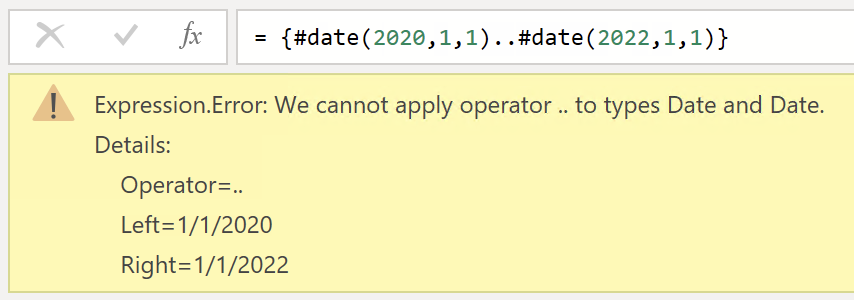 fx
= {#date(2020,1,1)..#date(2022,1,1)}
Expression.Error: We cannot apply operator .. to types Date and Date.
Details:
Operator=..
Left=1/1/2020
Right=1/1/2022